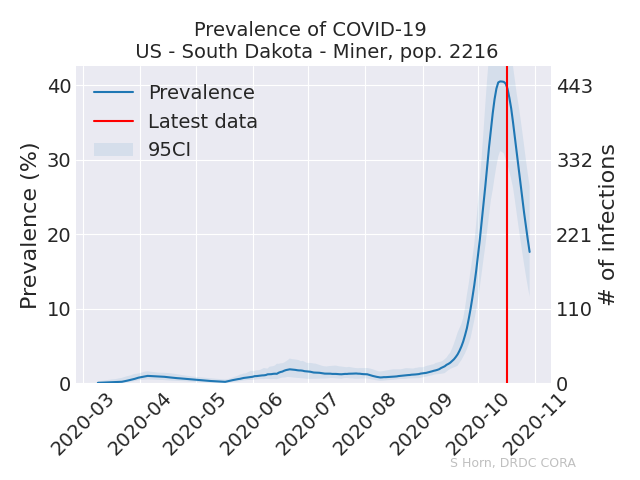 Prevalence of COVID-19
US - South Dakota - Miner, pop. 2216
Prevalence
Latest data
95CI
Prevalence (%)
40
30
20
10
0
443
332
221
110
0
# of infections
2020-03
2020-04
2020-05
2020-06
2020-07
2020-08
2020-09
2020-10
2020-11
S Horn, DRDC CORA